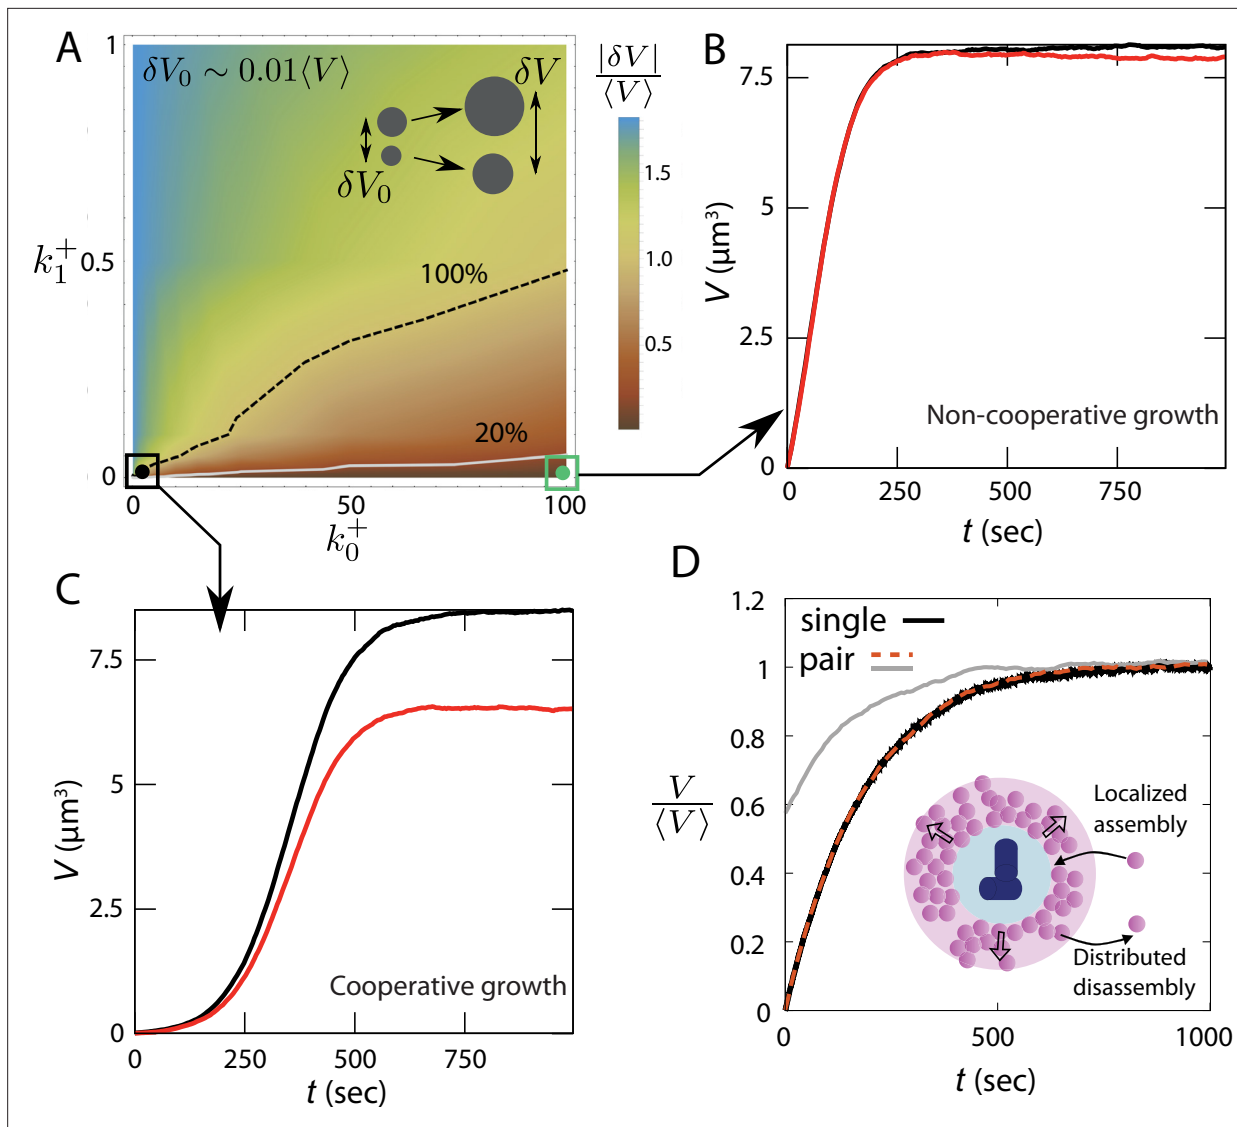 A
δV₀ ∼ 0.01⟨V⟩
δV₀
δV
|δV|
⟨V⟩
1.5
1.0
0.5
100%
20%
k₁⁺
1
0.5
0
0
50
100
k₀⁺
B
7.5
5
2.5
0
V (µm³)
Non-cooperative growth
0
250
500
750
t (sec)
C
7.5
5
2.5
0
V (µm³)
Cooperative growth
0
250
500
750
t (sec)
D
1.2
1
0.8
0.6
0.4
0.2
0
V
⟨V⟩
single
pair
Localized
assembly
Distributed
disassembly
0
500
1000
t (sec)